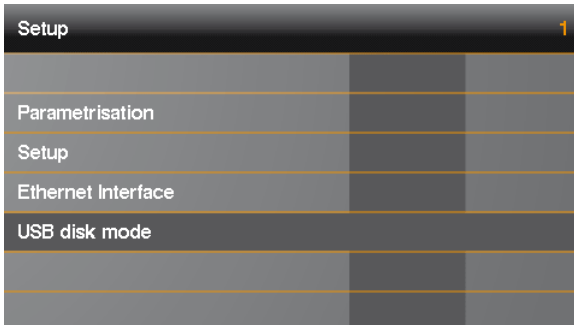 Setup 1
Parametrisation
Setup
Ethernet Interface
USB disk mode